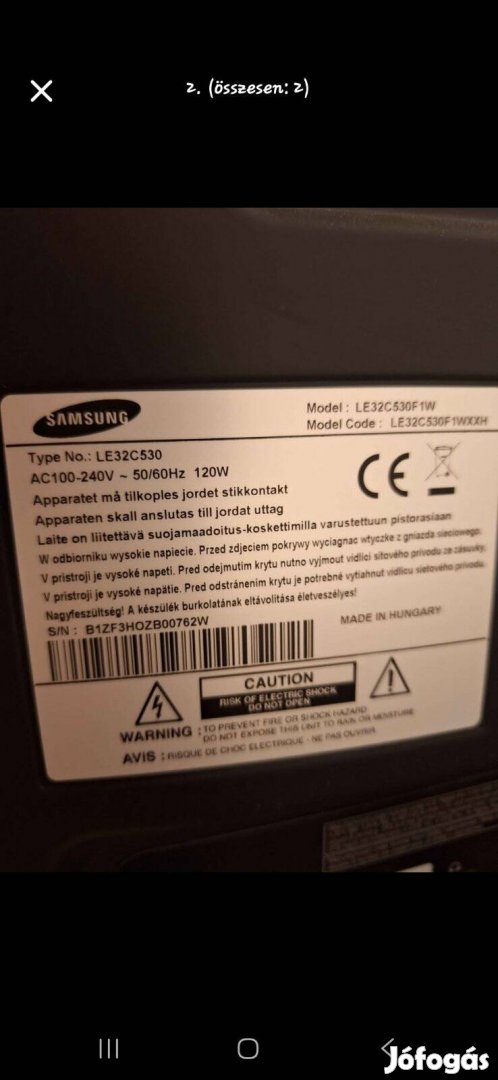 2. (összesen: 2)
SAMSUNG
Model : LE32C530F1W
Model Code : LE32C530F1WXXH
Type No.: LE32C530
AC100-240V ~ 50/60Hz 120W
Apparatet må tilkoples jordet stikkontakt
Apparaten skall anslutas till jordat uttag
Laite on liitettävä suojamaadoitus-koskettimilla varustettuun pistorasiaan
W odbiorniku wysokie napiecie. Przed zdjeciem pokrywy wyciagnac wtyczke z gniazda sieciowego.
V pristroji je vysoké napeti. Pred odejmutim krytu nutno vyjmout vidlici sitového prívodu ze zásuvky.
V prístroji je vysoké napätie. Pred odstránenim krytu je potrebné vytiahnut vidlicu sietového prívodu.
Nagyfeszültség! A készülék burkolatának eltávolítása életveszélyes!
S/N : B1ZF3HOZB00762W
MADE IN HUNGARY
CAUTION
RISK OF ELECTRIC SHOCK
DO NOT OPEN
WARNING : TO PREVENT FIRE OR SHOCK HAZARD
DO NOT EXPOSE THIS UNIT TO RAIN OR MOISTURE
AVIS : RISQUE DE CHOC ELECTRIQUE - NE PAS OUVRIR
Jófogás